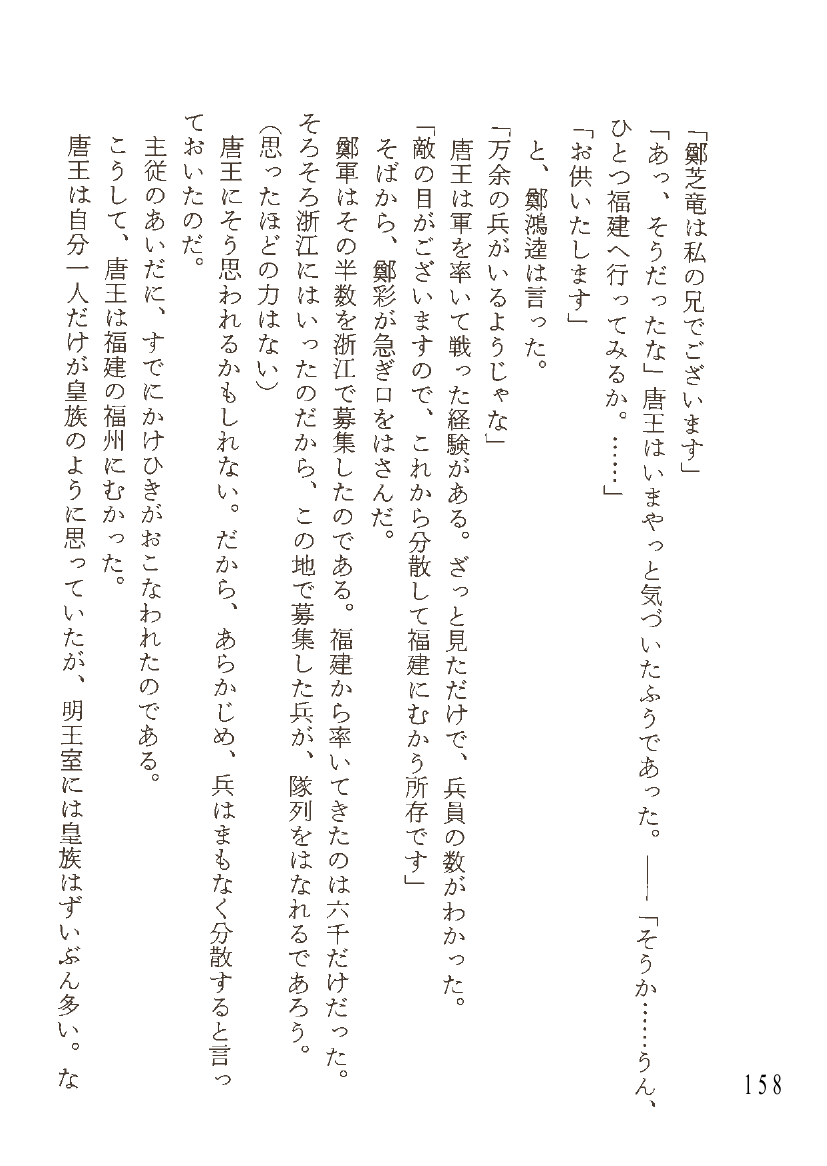 「鄭芝竜は私の兄でございます」
「あっ、そうだったな」唐王はいまやっと気づいたふうであった。――「そうか……うん、
ひとつ福建へ行ってみるか。……」
「お供いたします」
と、鄭鴻逵は言った。
「万余の兵がいるようじゃな」
唐王は軍を率いて戦った経験がある。ざっと見ただけで、兵員の数がわかった。
「敵の目がございますので、これから分散して福建にむかう所存です」
そばから、鄭彩が急ぎ口をはさんだ。
鄭軍はその半数を浙江で募集したのである。福建から率いてきたのは六千だけだった。
そろそろ浙江にはいったのだから、この地で募集した兵が、隊列をはなれるであろう。
(思ったほどの力はない)
唐王にそう思われるかもしれない。だから、あらかじめ、兵はまもなく分散すると言っ
ておいたのだ。
主従のあいだに、すでにかけひきがおこなわれたのである。
こうして、唐王は福建の福州にむかった。
唐王は自分一人だけが皇族のように思っていたが、明王室には皇族はずいぶん多い。な
158